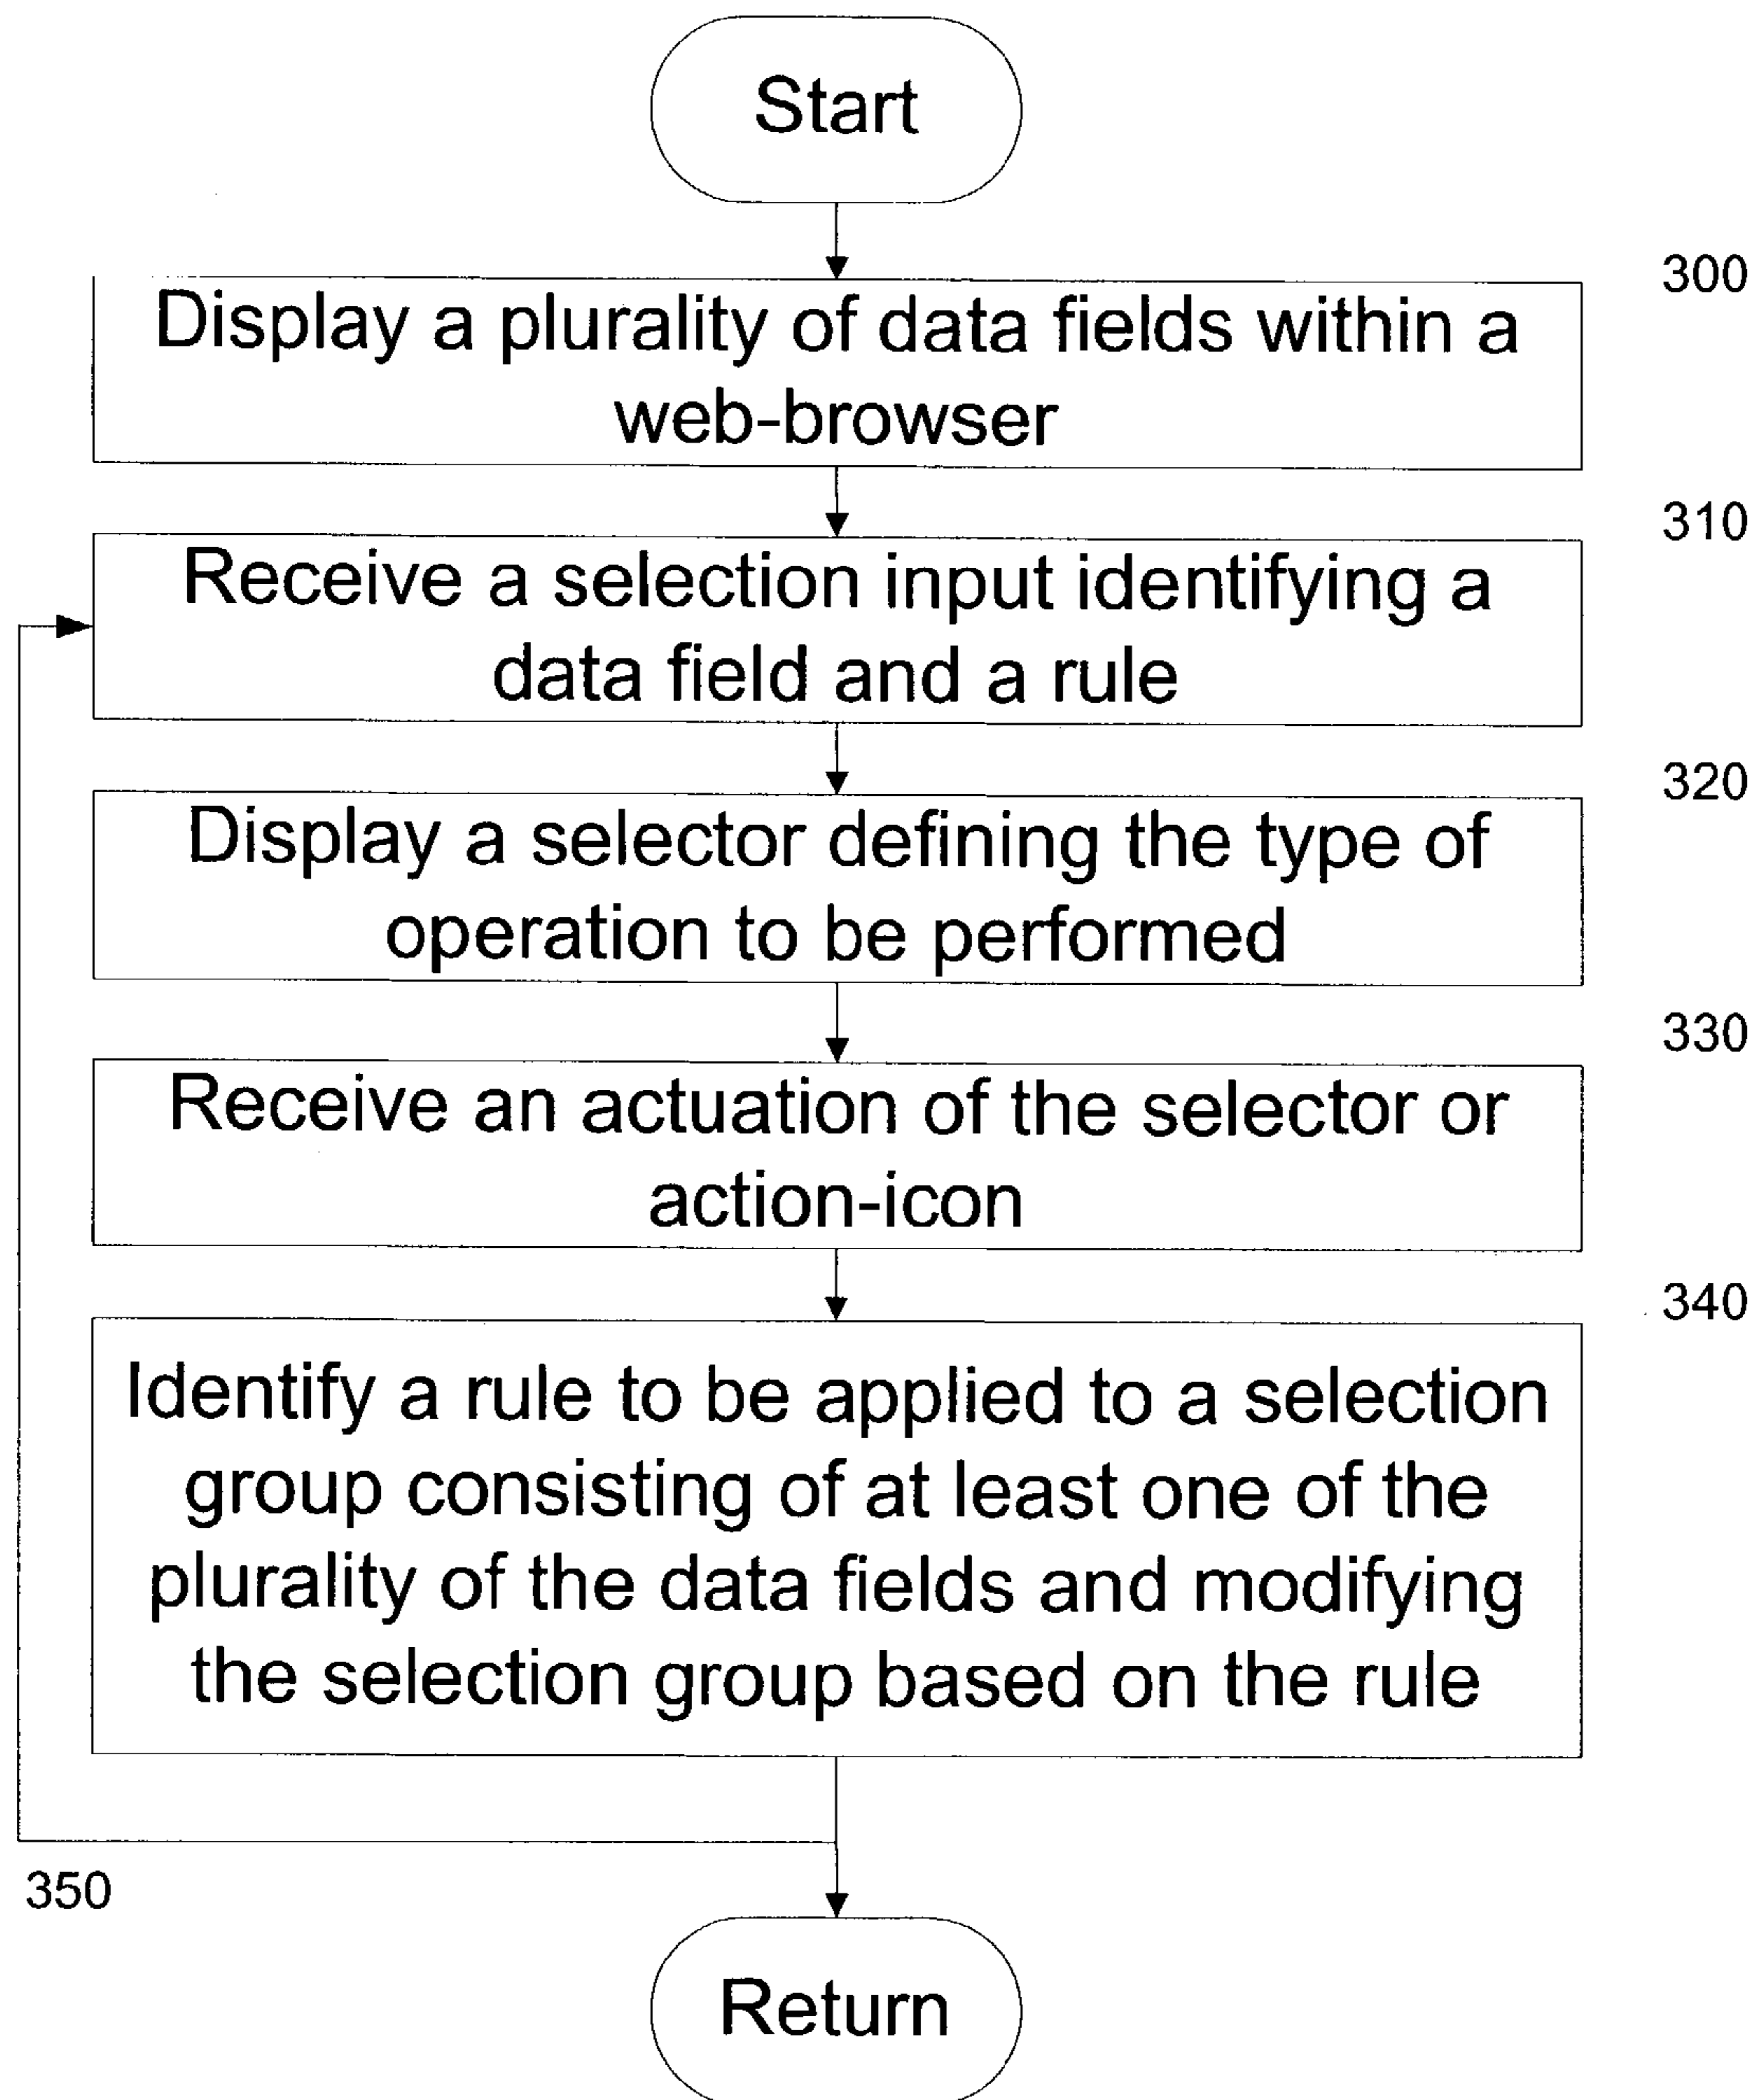 Start
300
Display a plurality of data fields within a
web-browser
310
Receive a selection input identifying a
data field and a rule
320
Display a selector defining the type of
operation to be performed
330
Receive an actuation of the selector or
action-icon
340
Identify a rule to be applied to a selection
group consisting of at least one of the
plurality of the data fields and modifying
the selection group based on the rule
350
Return